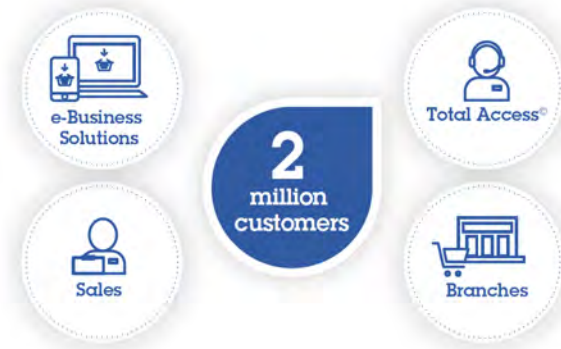 e-Business
Solutions
Total Access©
2
million
customers
Sales
Branches